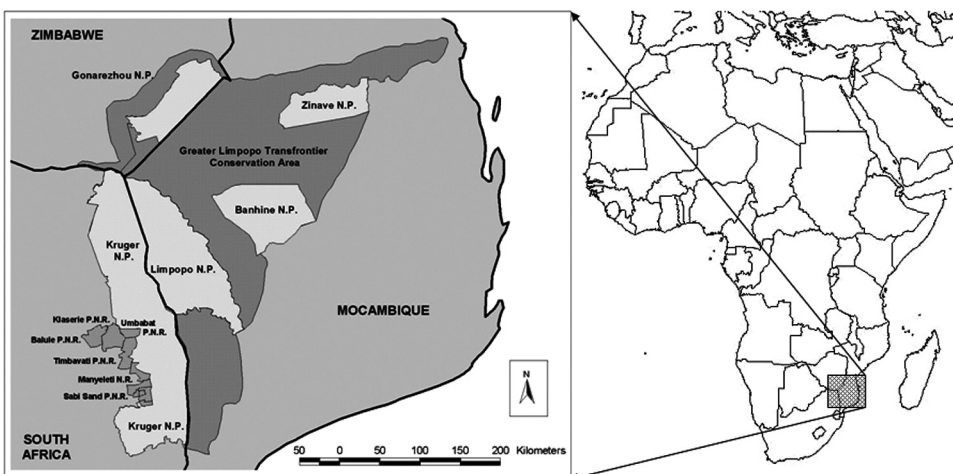 ZIMBABWE
Gonarezhou N.P.
Zinave N.P.
Greater Limpopo Transfrontier
Conservation Area
Banhine N.P.
Kruger
N.P.
Limpopo N.P.
MOCAMBIQUE
Klaserie P.N.R.
Umbabat
P.N.R.
Balule P.N.R.
Timbavati P.N.R.
Manyeleti N.R.
Sabi Sand P.N.R.
Kruger N.P.
SOUTH
AFRICA
N
50 0 50 100 150 200 Kilometers